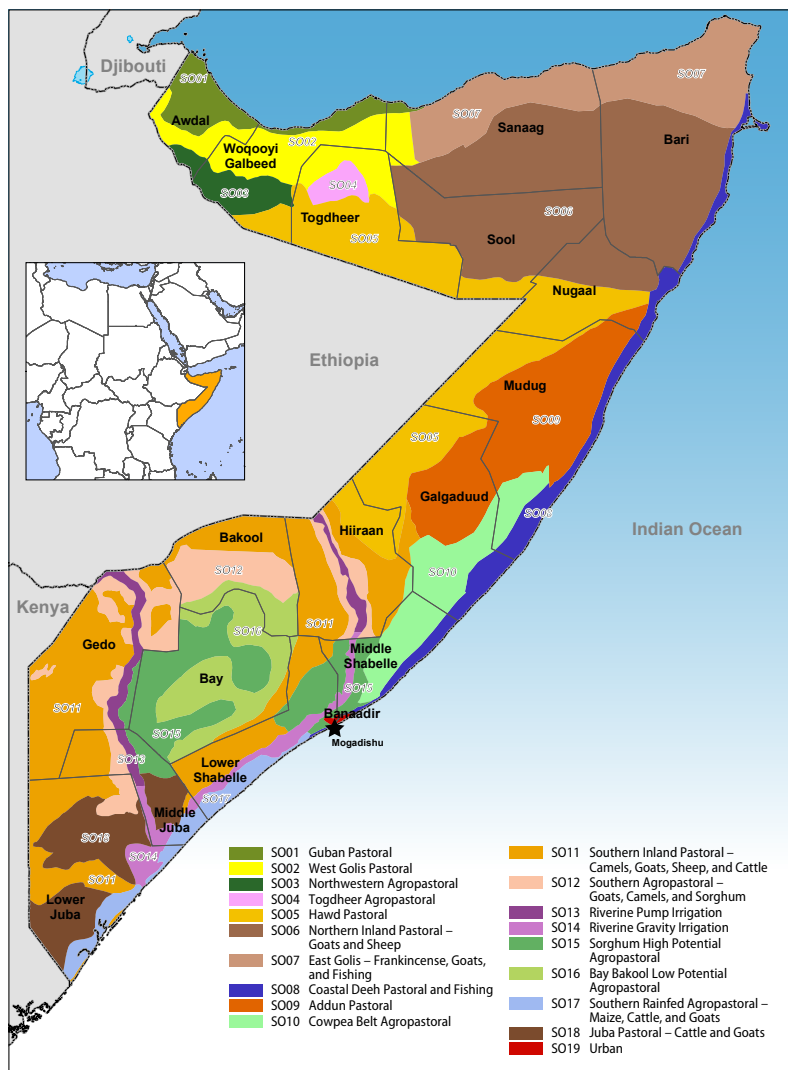 Djibouti
SO01
SO07
SO07
Awdal
Sanaag
Bari
SO02
Woqooyi
Galbeed
SO03
SO04
Togdheer
SO06
SO05
Sool
Nugaal
Ethiopia
Mudug
SO09
SO05
Galgaduud
SO08
Hiiraan
Bakool
Indian Ocean
SO12
SO10
Kenya
SO16
SO11
Gedo
Middle
Shabelle
Bay
SO15
SO11
Banaadir
SO15
Mogadishu
SO13
Lower
Shabelle
SO17
Middle
Juba
SO18
SO14
SO11
Lower
Juba
SO01 Guban Pastoral
SO02 West Golis Pastoral
SO03 Northwestern Agropastoral
SO04 Togdheer Agropastoral
SO05 Hawd Pastoral
SO06 Northern Inland Pastoral –
Goats and Sheep
SO07 East Golis – Frankincense, Goats,
and Fishing
SO08 Coastal Deeh Pastoral and Fishing
SO09 Addun Pastoral
SO10 Cowpea Belt Agropastoral
SO11 Southern Inland Pastoral –
Camels, Goats, Sheep, and Cattle
SO12 Southern Agropastoral –
Goats, Camels, and Sorghum
SO13 Riverine Pump Irrigation
SO14 Riverine Gravity Irrigation
SO15 Sorghum High Potential
Agropastoral
SO16 Bay Bakool Low Potential
Agropastoral
SO17 Southern Rainfed Agropastoral –
Maize, Cattle, and Goats
SO18 Juba Pastoral – Cattle and Goats
SO19 Urban